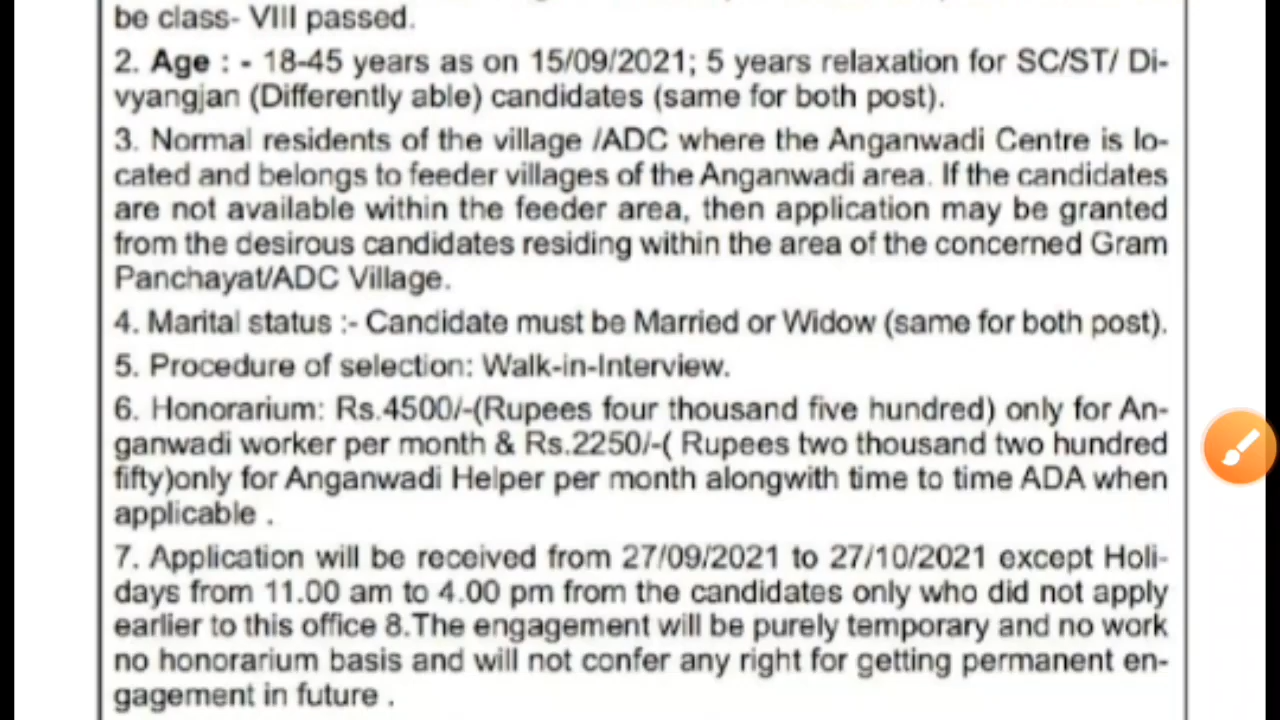 be class- VIII passed.
2. Age : - 18-45 years as on 15/09/2021; 5 years relaxation for SC/ST/ Di-
vyangjan (Differently able) candidates (same for both post).
3. Normal residents of the village /ADC where the Anganwadi Centre is lo-
cated and belongs to feeder villages of the Anganwadi area. If the candidates
are not available within the feeder area, then application may be granted
from the desirous candidates residing within the area of the concerned Gram
Panchayat/ADC Village.
4. Marital status :- Candidate must be Married or Widow (same for both post).
5. Procedure of selection: Walk-in-Interview.
6. Honorarium: Rs.4500/-(Rupees four thousand five hundred) only for An-
ganwadi worker per month & Rs.2250/-( Rupees two thousand two hundred
fifty)only for Anganwadi Helper per month alongwith time to time ADA when
applicable .
7. Application will be received from 27/09/2021 to 27/10/2021 except Holi-
days from 11.00 am to 4.00 pm from the candidates only who did not apply
earlier to this office 8.The engagement will be purely temporary and no work
no honorarium basis and will not confer any right for getting permanent en-
gagement in future .